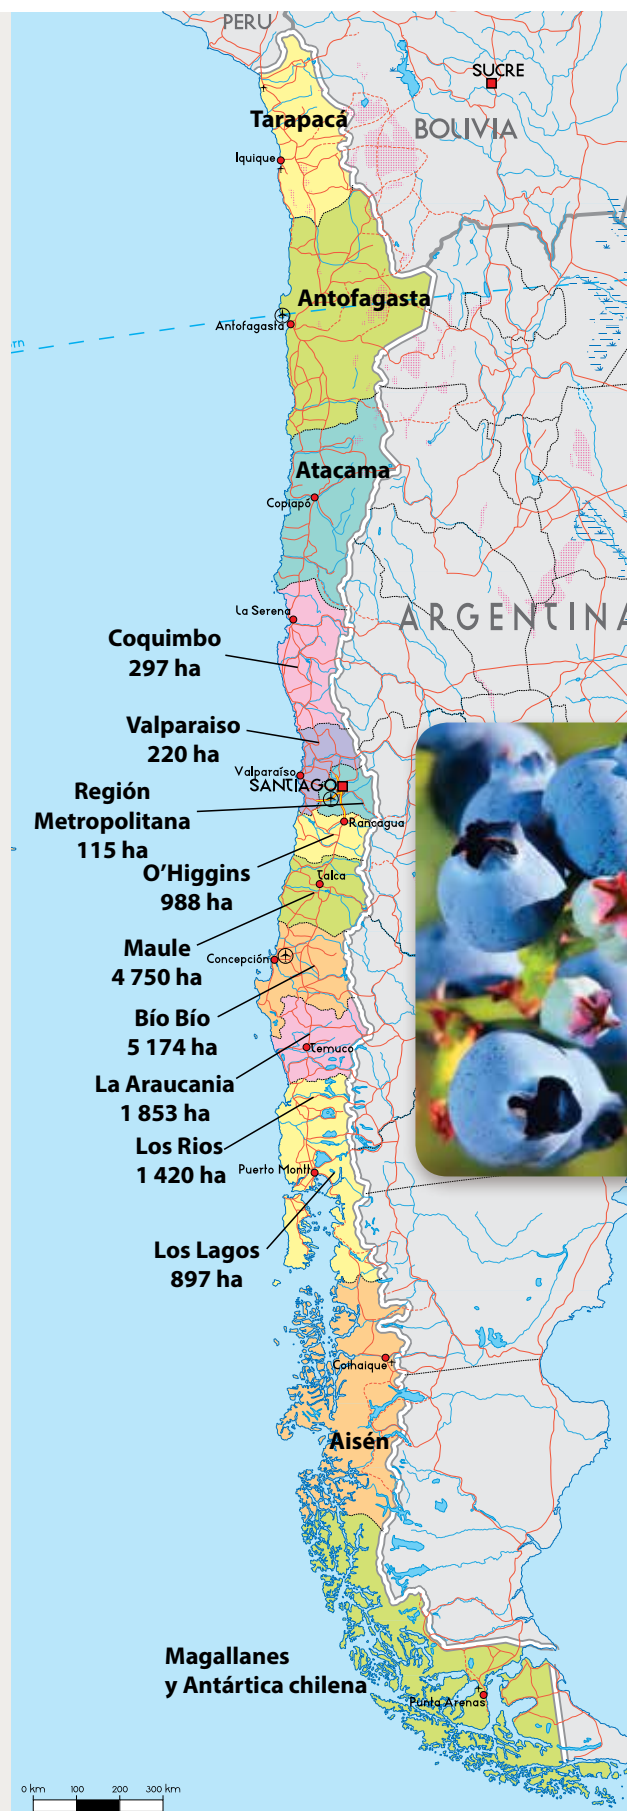 PERU
SUCRE
Tarapacá
BOLIVIA
Iquique
Antofagasta
Antofagasta
orn
Atacama
Copiapó
La Serena
ARGENTINA
Coquimbo
297 ha
Valparaiso
220 ha
Valparaíso
SANTIAGO
Región
Metropolitana
115 ha
Rancagua
O'Higgins
988 ha
Talca
Maule
4 750 ha
Concepción
Bío Bío
5 174 ha
Temuco
La Araucania
1 853 ha
Los Rios
1 420 ha
Puerto Montt
Los Lagos
897 ha
Coihaique
Aisén
Magallanes
y Antártica chilena
Punta Arenas
0 km 100 200 300 km